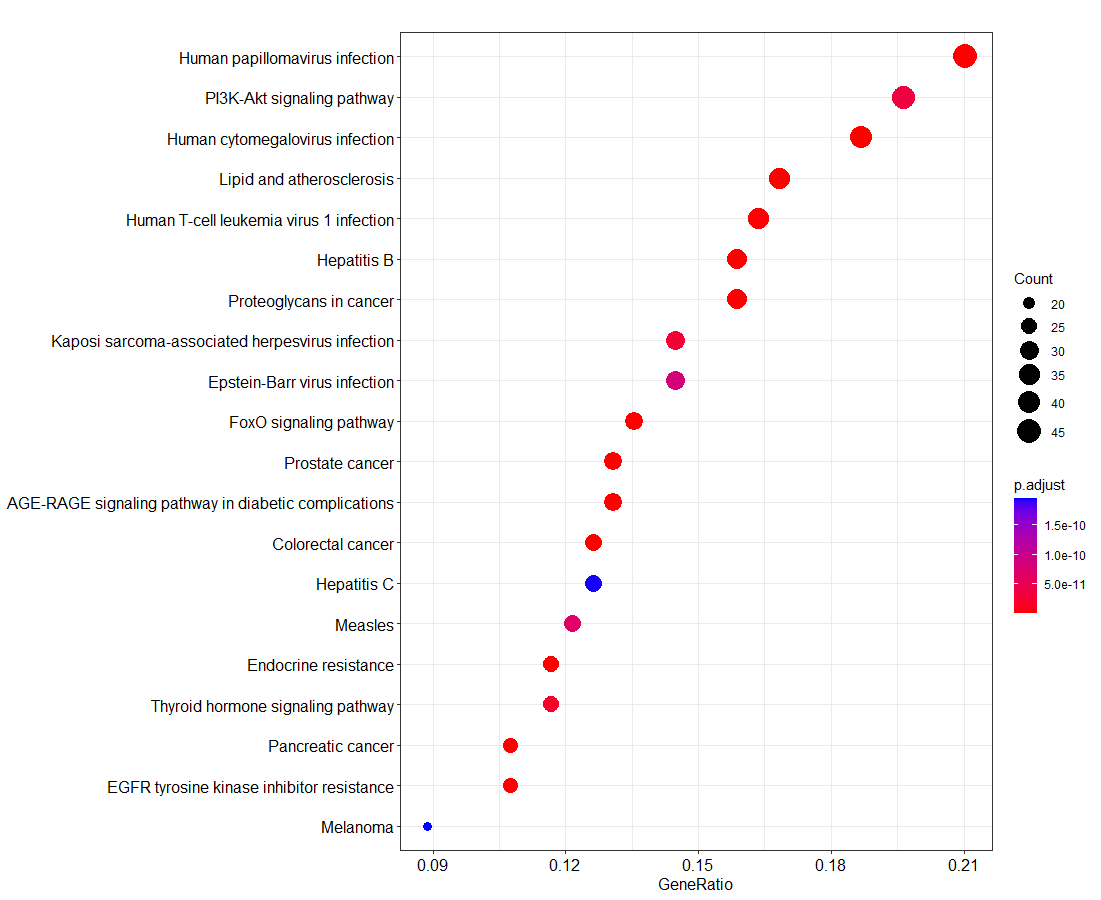 Human papillomavirus infection
PI3K-Akt signaling pathway
Human cytomegalovirus infection
Lipid and atherosclerosis
Human T-cell leukemia virus 1 infection
Hepatitis B
Proteoglycans in cancer
Kaposi sarcoma-associated herpesvirus infection
Epstein-Barr virus infection
FoxO signaling pathway
Prostate cancer
AGE-RAGE signaling pathway in diabetic complications
Colorectal cancer
Hepatitis C
Measles
Endocrine resistance
Thyroid hormone signaling pathway
Pancreatic cancer
EGFR tyrosine kinase inhibitor resistance
Melanoma
0.09 0.12 0.15 0.18 0.21
GeneRatio
Count
20
25
30
35
40
45
p.adjust
1.5e-10
1.0e-10
5.0e-11